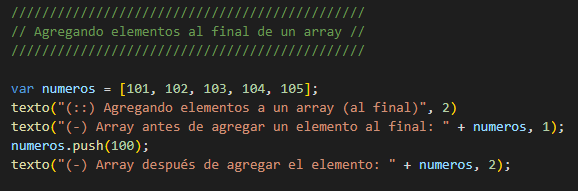 //////////////////////////////////////////////
// Agregando elementos al final de un array //
//////////////////////////////////////////////
var numeros = [101, 102, 103, 104, 105];
texto("(::) Agregando elementos a un array (al final)", 2)
texto("(-) Array antes de agregar un elemento al final: " + numeros, 1);
numeros.push(100);
texto("(-) Array después de agregar el elemento: " + numeros, 2);